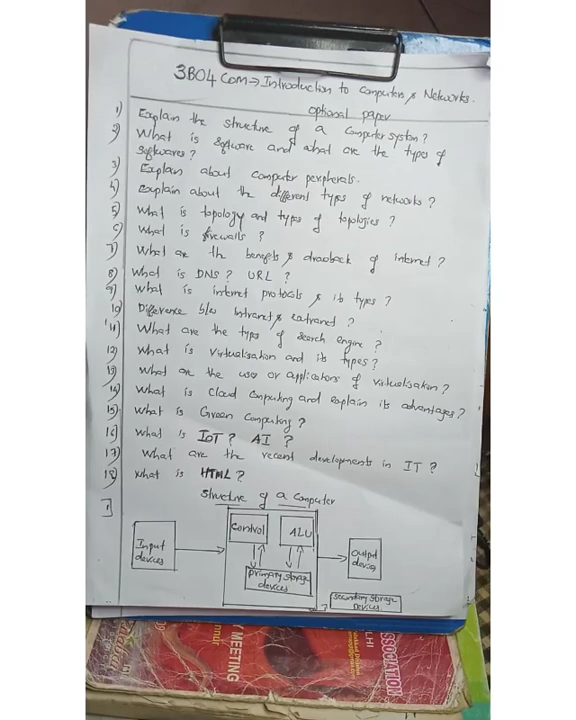 3BO4 Com → Introduction to Computers & Networks.
optional paper
1) Explain the structure of a Computer system?
2) What is software and what are the types of
softwares?
3) Explain about computer peripherals.
4) Explain about the different types of networks?
5) What is topology and types of topologies?
6) What is firewalls?
7) What are the benefits & drawback of internet?
8) What is DNS? URL?
9) What is internet protocols & its types?
10) Difference b/w Intranet & extranet?
11) What are the types of search engine?
12) What is virtualisation and its types?
13) What are the uses or applications of virtualisation?
14) What is cloud computing and explain its advantages?
15) What is Green Computing?
16) What is IOT? AI?
17) What are the recent developments in IT?
18) What is HTML?
1 Structure of a Computer
Input devices
Control
ALU
primary storage devices
output devices
secondary storage Devices
Y MEETING
ASSOCIATION
LHI